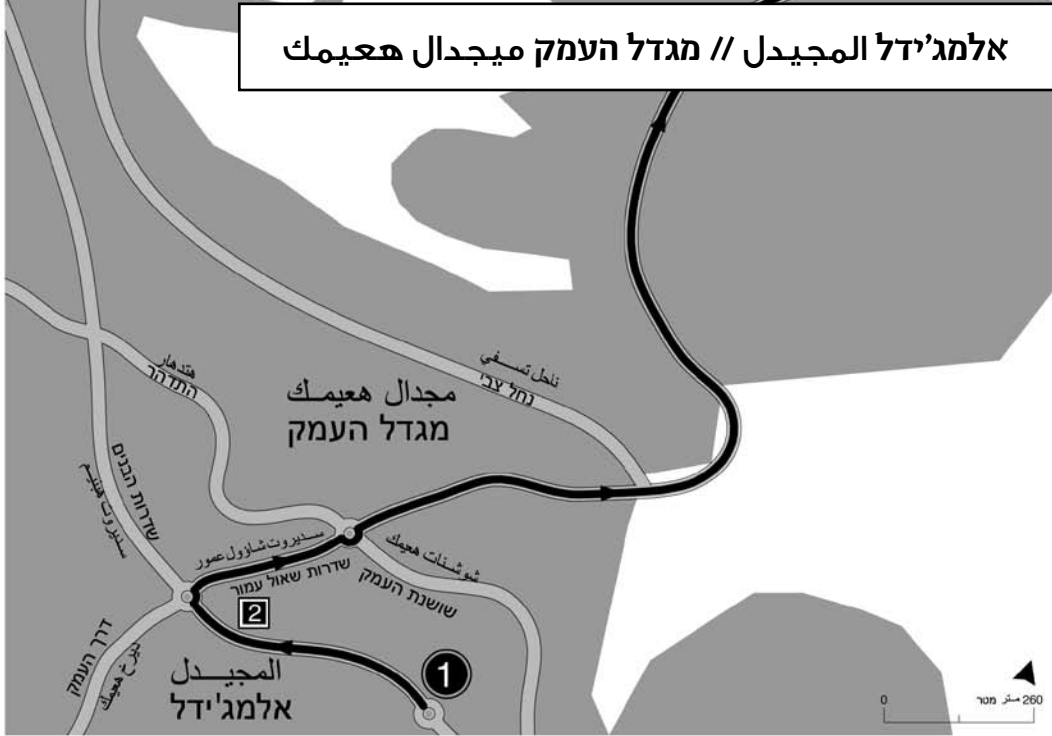 אלמג'ידל المجيدل // מגדל העמק ميجدال هعيمك
ناحل تسفي
נחל צבי
هتدهار
התדהר
مجدال هعيمك
מגדל העמק
שדרות הבנים
سديروت هبنيم
سديروت شاؤول عمور
שדרות שאול עמור
شوشنات هعيمك
שושנת העמק
2
1
דרך העמק
ديرخ هعيمك
المجيدل
אלמג'ידל
0
260 متر מטר